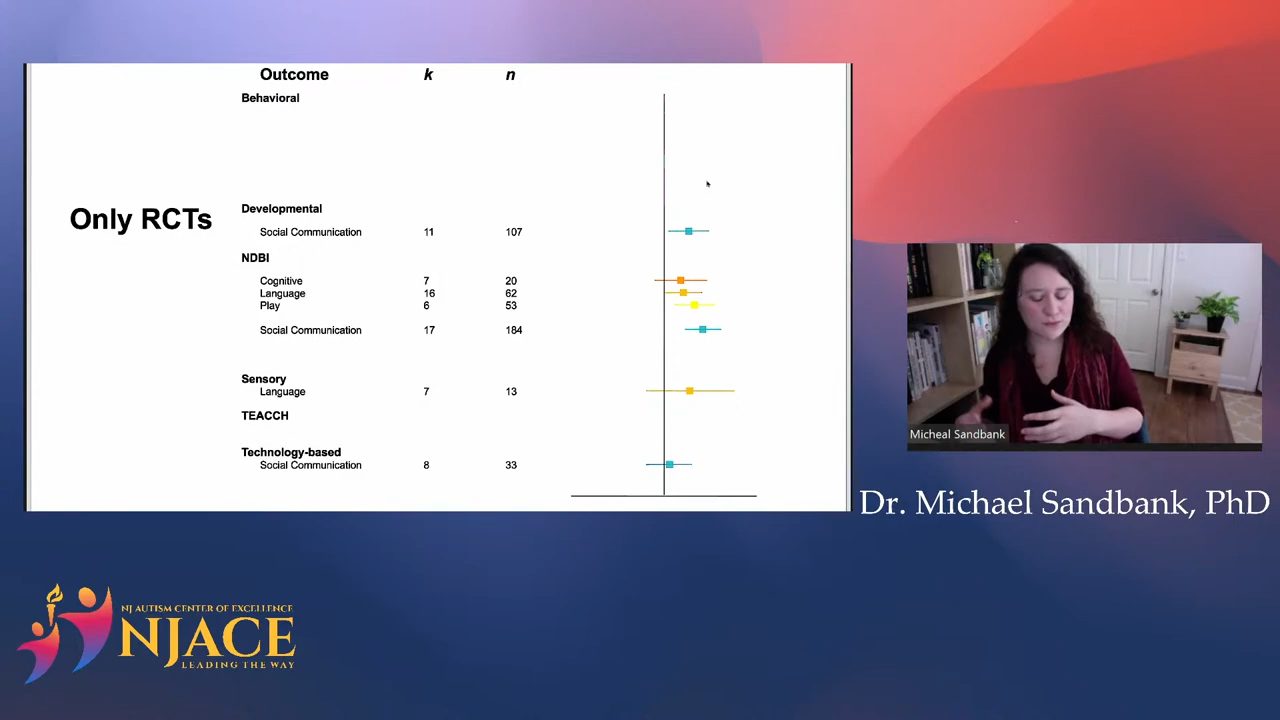 Outcome k n
Behavioral
Only RCTs
Developmental
Social Communication 11 107
NDBI
Cognitive 7 20
Language 16 62
Play 6 53
Social Communication 17 184
Sensory
Language 7 13
TEACCH
Technology-based
Social Communication 8 33
Micheal Sandbank
Dr. Michael Sandbank, PhD
NJ AUTISM CENTER OF EXCELLENCE
NJACE
LEADING THE WAY